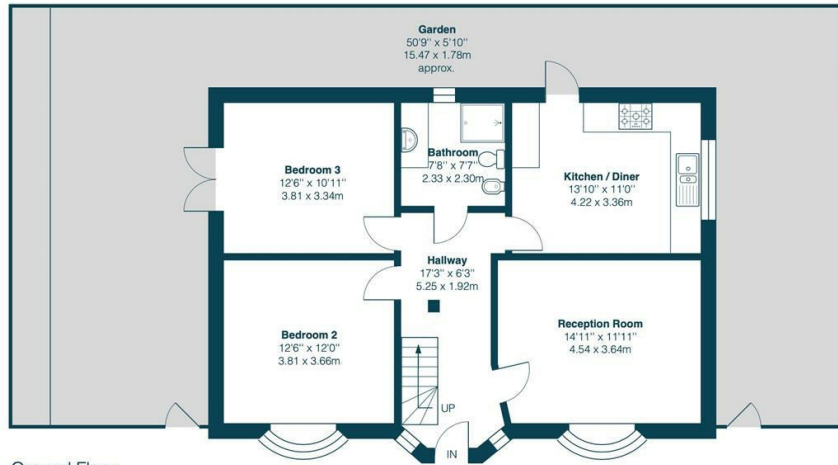 Garden
50'9" x 5'10"
15.47 x 1.78m
approx.
Bedroom 3
12'6" x 10'11"
3.81 x 3.34m
Bathroom
7'8" x 7'7"
2.33 x 2.30m
Kitchen / Diner
13'10" x 11'0"
4.22 x 3.36m
Hallway
17'3" x 6'3"
5.25 x 1.92m
Bedroom 2
12'6" x 12'0"
3.81 x 3.66m
Reception Room
14'11" x 11'11"
4.54 x 3.64m
UP
IN
Ground Floor